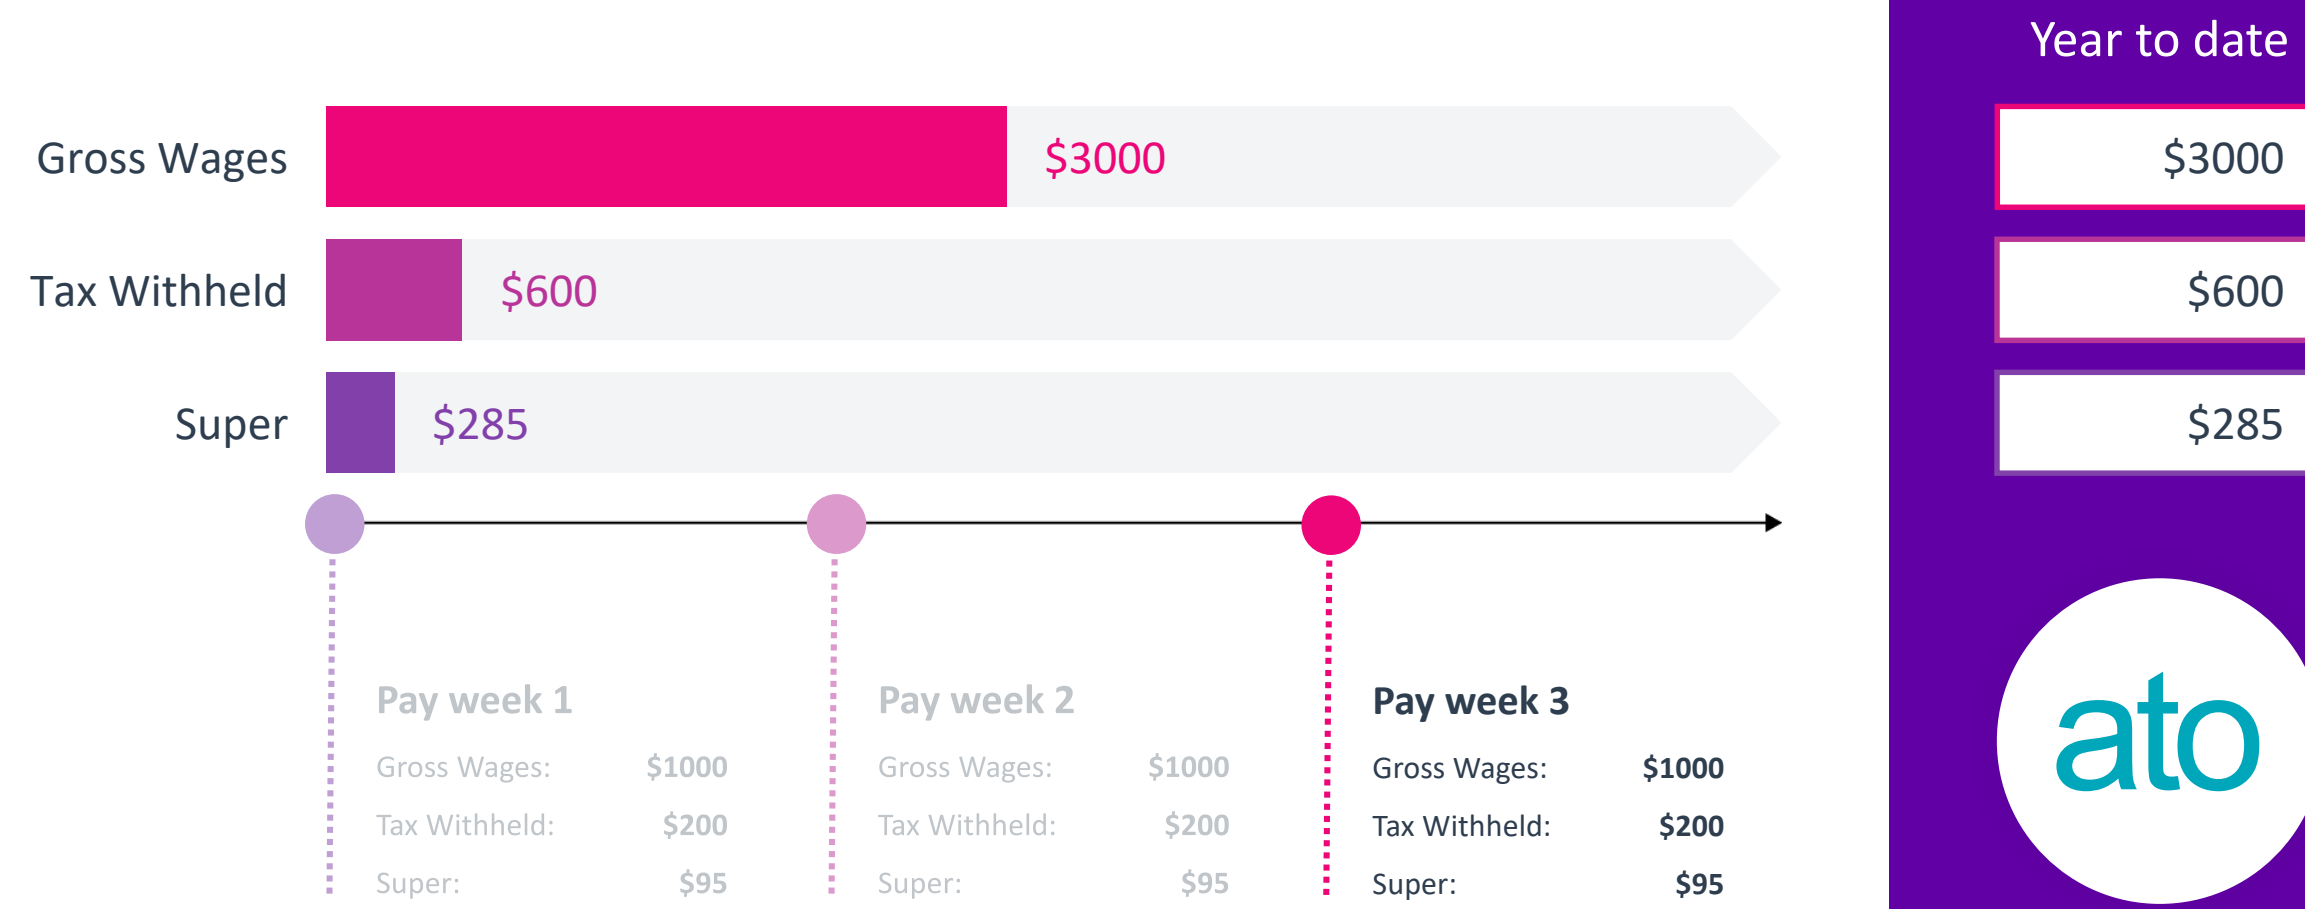 Year to date
Gross Wages $3000 $3000
Tax Withheld $600 $600
Super $285 $285
Pay week 1
Gross Wages: $1000
Tax Withheld: $200
Super: $95
Pay week 2
Gross Wages: $1000
Tax Withheld: $200
Super: $95
Pay week 3
Gross Wages: $1000
Tax Withheld: $200
Super: $95
ato